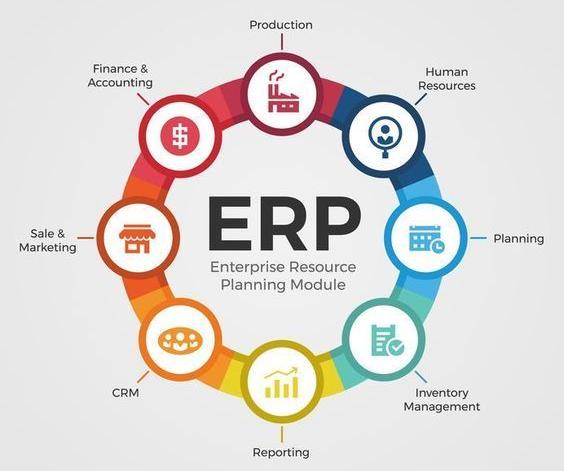 Production
Finance &
Accounting
Human
Resources
ERP
Enterprise Resource
Planning Module
Sale &
Marketing
Planning
CRM
Inventory
Management
Reporting